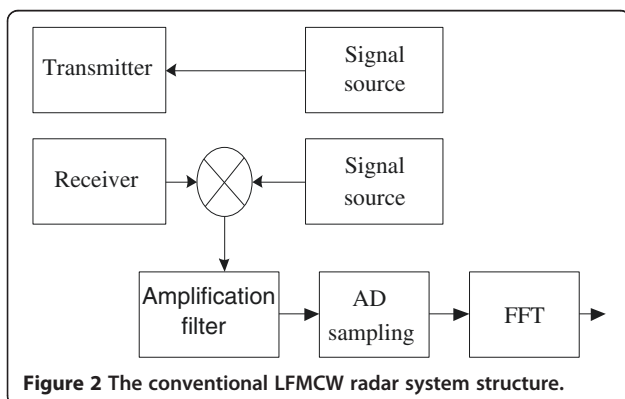 Transmitter
Signal
source
Receiver
Signal
source
Amplification
filter
AD
sampling
FFT
Figure 2 The conventional LFMCW radar system structure.